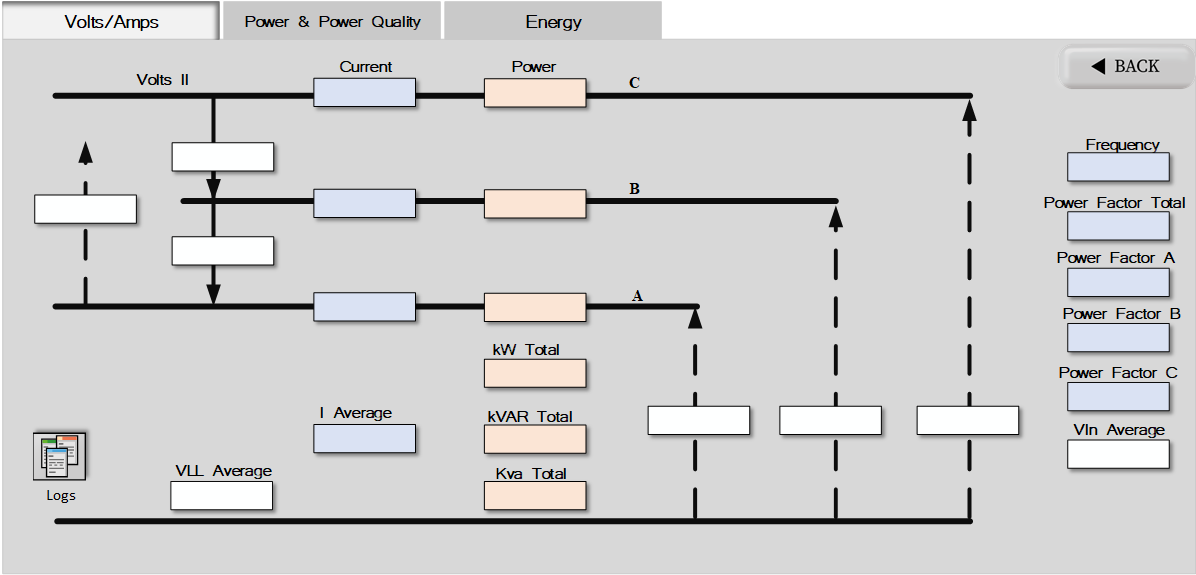 Volts/Amps
Power & Power Quality
Energy
BACK
Volts ll
Current
Power
C
B
A
Frequency
Power Factor Total
Power Factor A
Power Factor B
Power Factor C
Vln Average
kW Total
I Average
kVAR Total
VLL Average
Kva Total
Logs